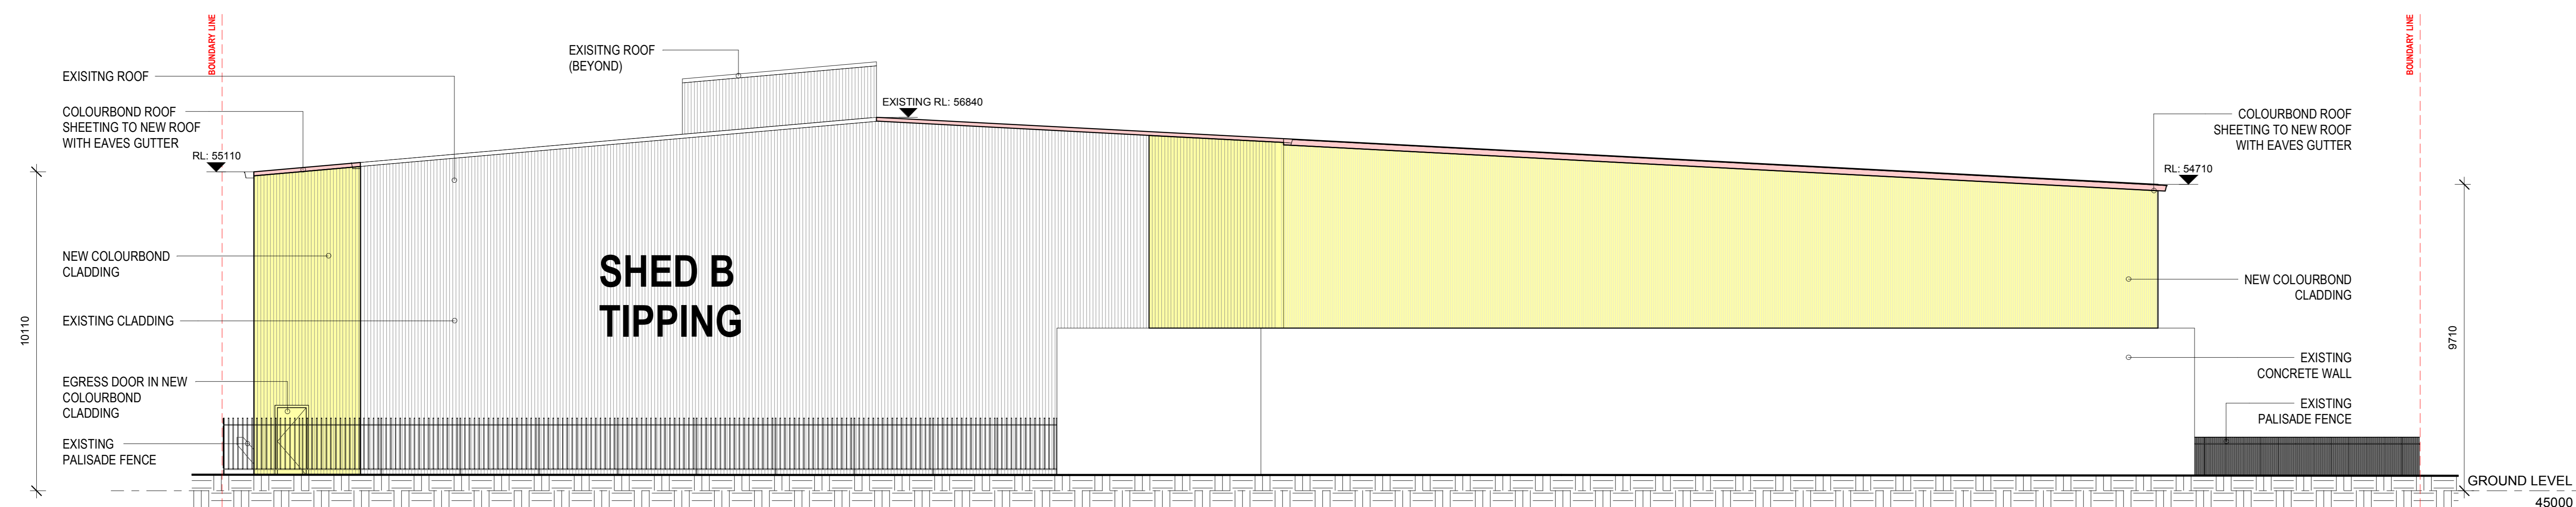 BOUNDARY LINE
EXISITNG ROOF
COLOURBOND ROOF
SHEETING TO NEW ROOF
WITH EAVES GUTTER
RL: 55110
10110
NEW COLOURBOND
CLADDING
EXISTING CLADDING
EGRESS DOOR IN NEW
COLOURBOND
CLADDING
EXISTING
PALISADE FENCE
EXISITNG ROOF
(BEYOND)
EXISTING RL: 56840
SHED B
TIPPING
BOUNDARY LINE
COLOURBOND ROOF
SHEETING TO NEW ROOF
WITH EAVES GUTTER
RL: 54710
NEW COLOURBOND
CLADDING
9710
EXISTING
CONCRETE WALL
EXISTING
PALISADE FENCE
GROUND LEVEL
45000